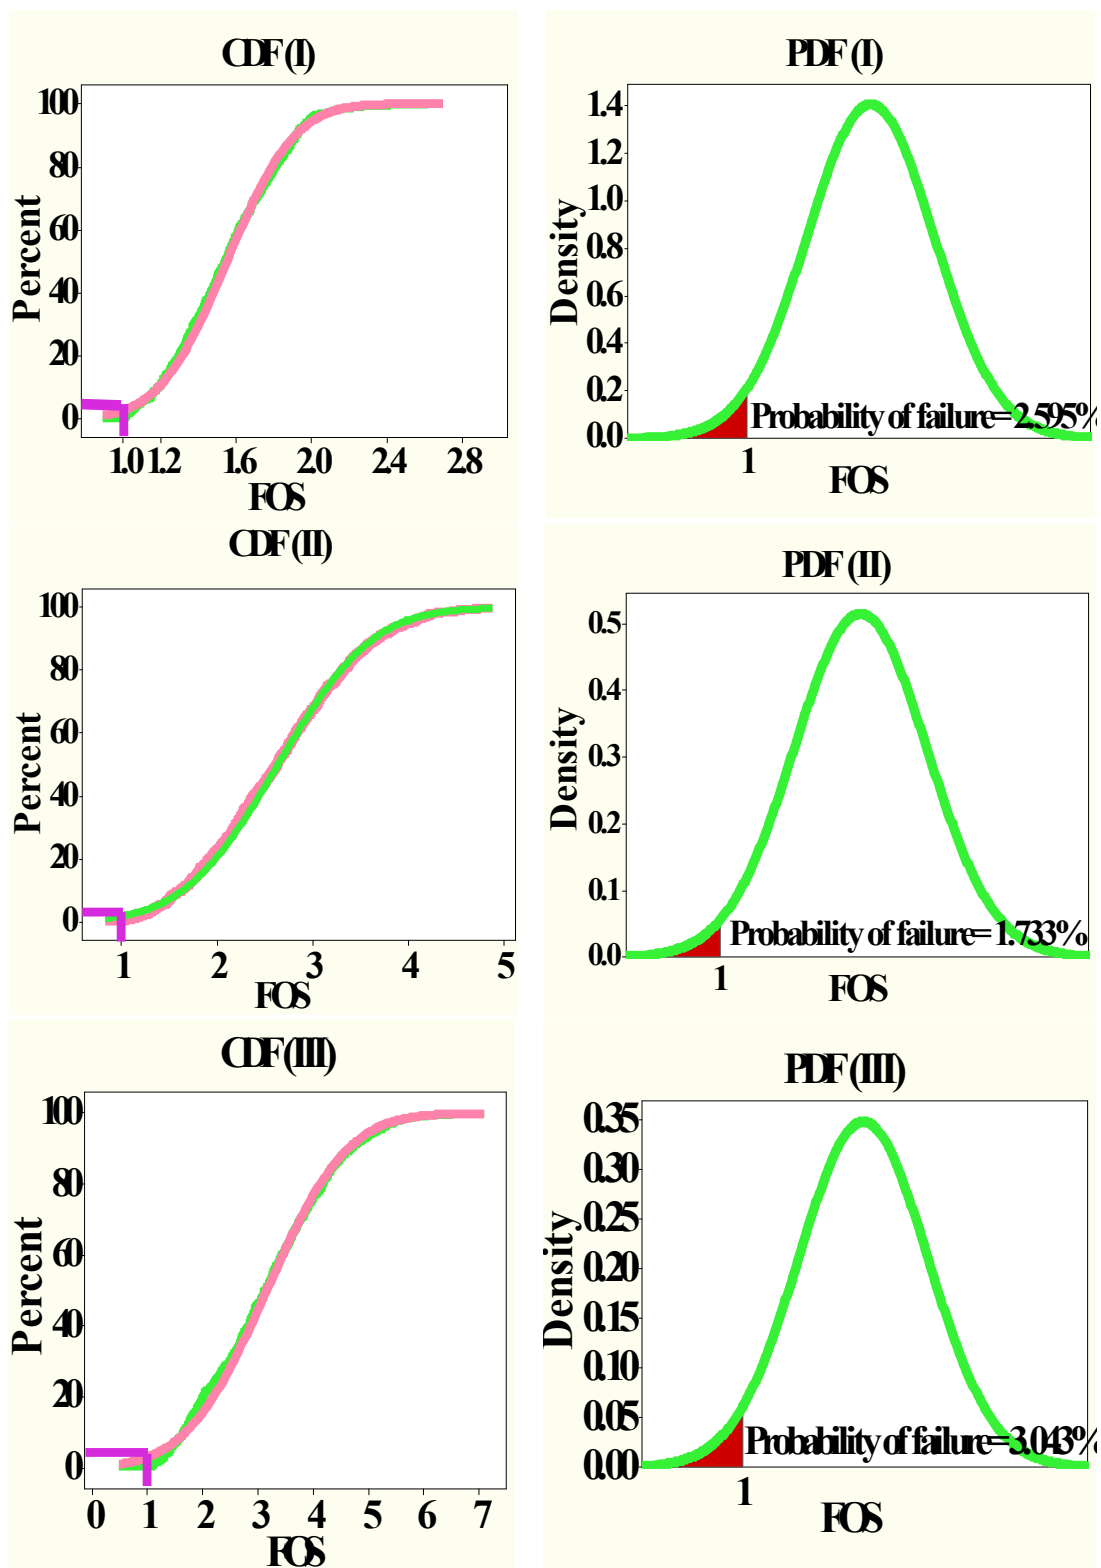 CDF (I)
Percent
100
80
60
40
20
0
1.0 1.2 1.6 2.0 2.4 2.8
FOS
PDF (I)
Density
1.4
1.2
1.0
0.8
0.6
0.4
0.2
0.0
Probability of failure=2.595%
1
FOS
CDF (II)
Percent
100
80
60
40
20
0
1 2 3 4 5
FOS
PDF (II)
Density
0.5
0.4
0.3
0.2
0.1
0.0
Probability of failure=1.733%
1
FOS
CDF (III)
Percent
100
80
60
40
20
0
0 1 2 3 4 5 6 7
FOS
PDF (III)
Density
0.35
0.30
0.25
0.20
0.15
0.10
0.05
0.00
Probability of failure=3.043%
1
FOS